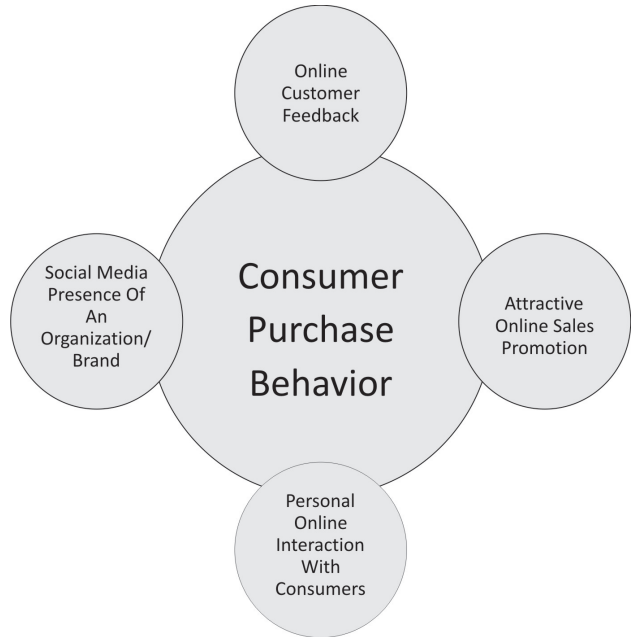 Online
Customer
Feedback
Social Media
Presence Of
An
Organization/
Brand
Consumer
Purchase
Behavior
Attractive
Online Sales
Promotion
Personal
Online
Interaction
With
Consumers